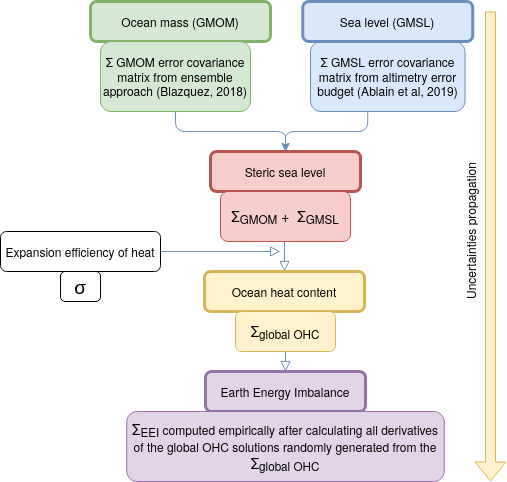 Ocean mass (GMOM)
Σ GMOM error covariance
matrix from ensemble
approach (Blazquez, 2018)
Sea level (GMSL)
Σ GMSL error covariance
matrix from altimetry error
budget (Ablain et al, 2019)
Steric sea level
ΣGMOM + ΣGMSL
Expansion efficiency of heat
σ
Ocean heat content
Σglobal OHC
Earth Energy Imbalance
ΣEEI computed empirically after calculating all derivatives
of the global OHC solutions randomly generated from the
Σglobal OHC
Uncertainties propagation